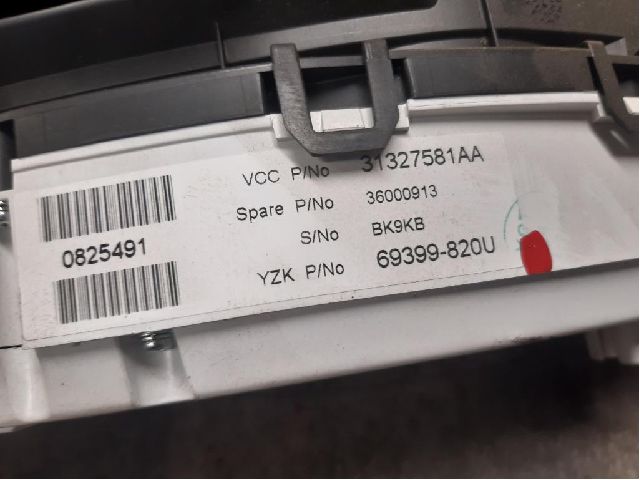 VCC P/No 31327581AA
Spare P/No 36000913
S/No BK9KB
YZK P/No 69399-820U
0825491